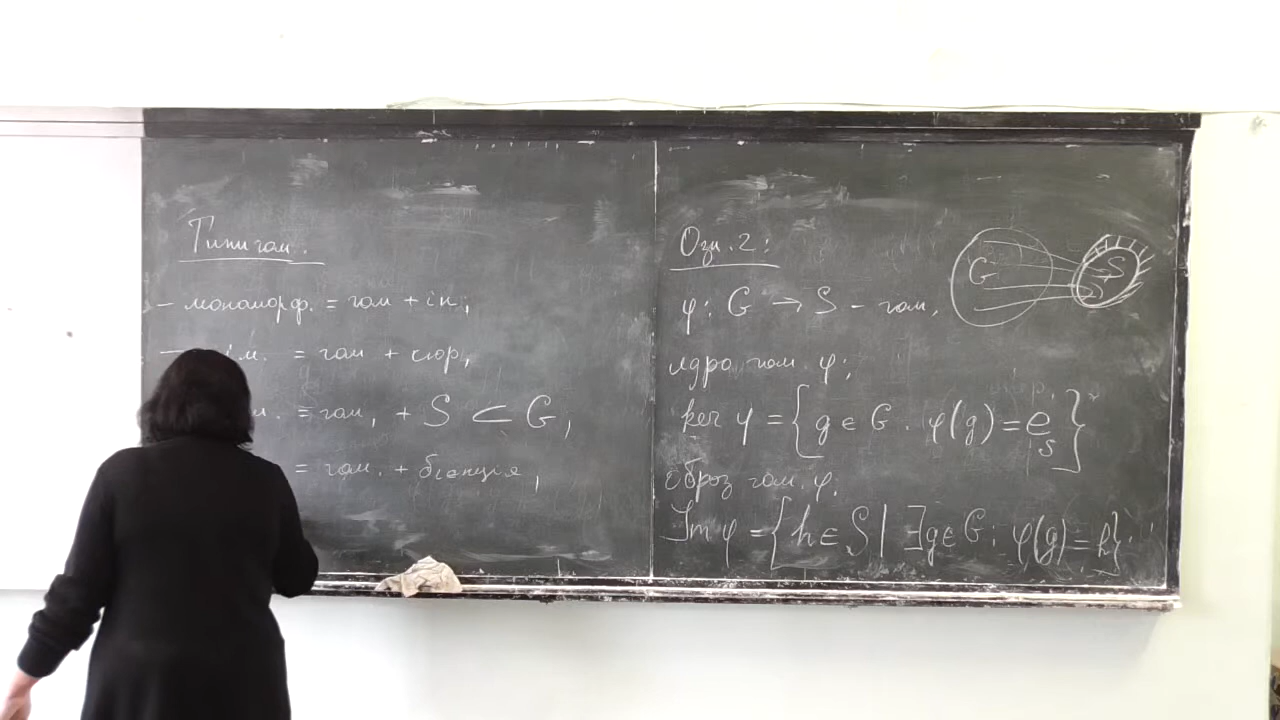 Типи гом.
– мономорф. = гом + ін,
– ім. = гом + сюр,
м. = гом, + S ⊂ G,
= гом. + бієкція,
Озн. 2:
φ: G → S – гом,
G S
ядро гом. φ:
ker φ = {g ∈ G : φ(g) = e_S}
образ гом. φ:
Im φ = {h ∈ S | ∃g ∈ G: φ(g) = h}.